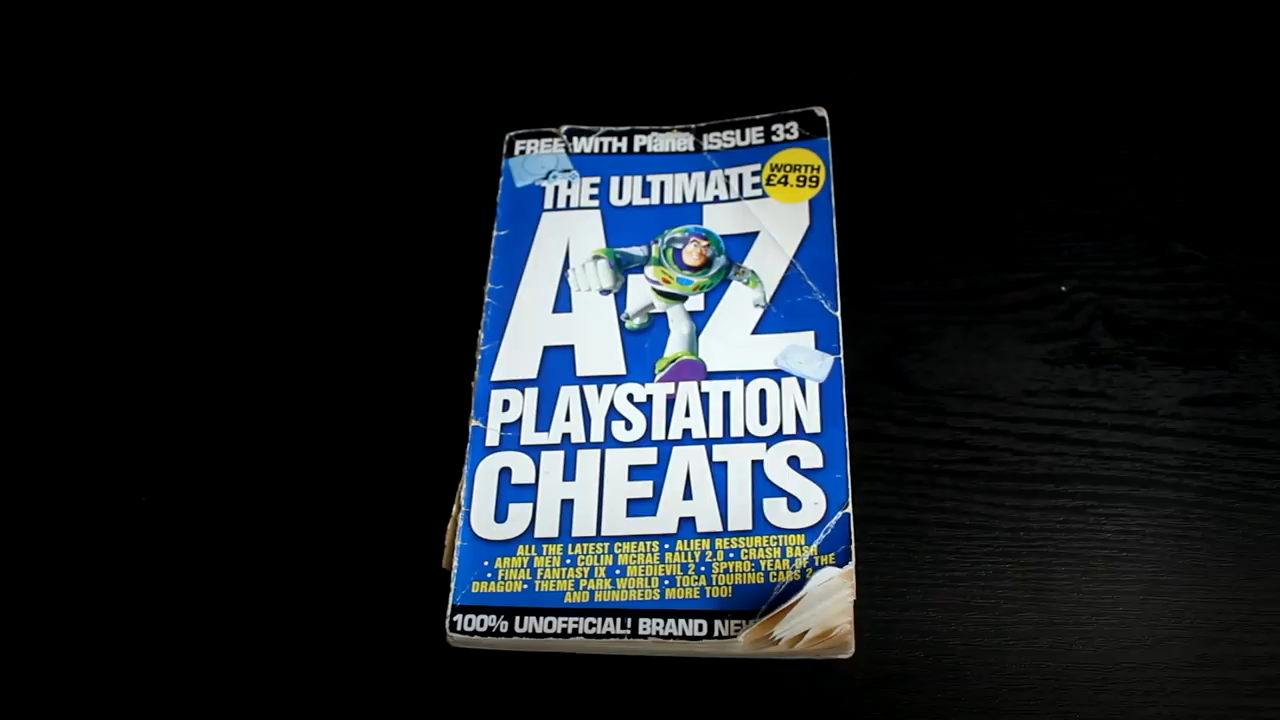 FREE WITH Planet ISSUE 33
WORTH
£4.99
THE ULTIMATE
A-Z
PLAYSTATION
CHEATS
ALL THE LATEST CHEATS • ALIEN RESSURECTION
• ARMY MEN • COLIN MCRAE RALLY 2.0 • CRASH BASH
• FINAL FANTASY IX • MEDIEVIL 2 • SPYRO: YEAR OF THE
DRAGON• THEME PARK WORLD • TOCA TOURING CARS 2
AND HUNDREDS MORE TOO!
100% UNOFFICIAL! BRAND NEW